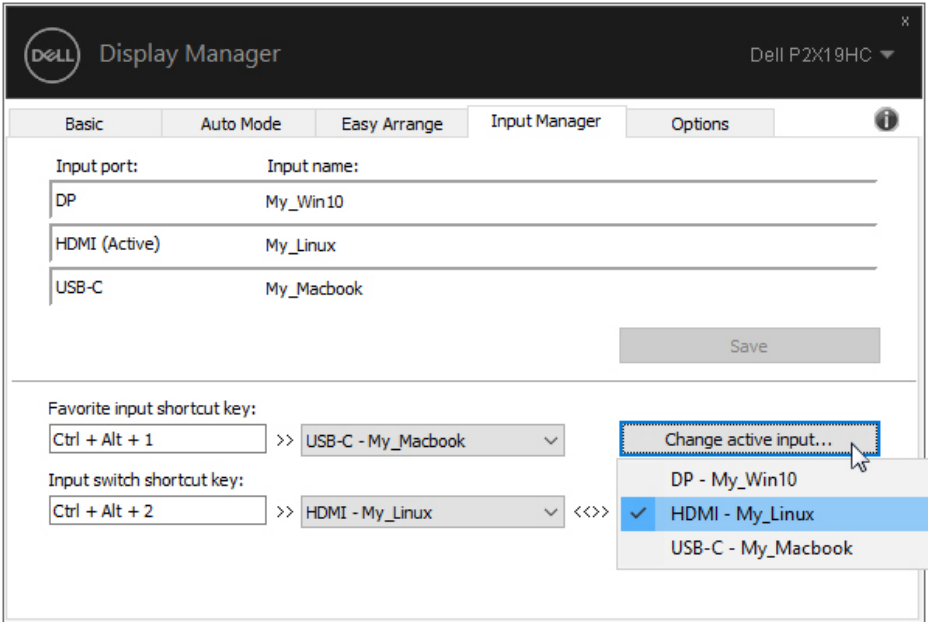 x
DELL Display Manager
Dell P2X19HC
Basic Auto Mode Easy Arrange Input Manager Options i
Input port: Input name:
DP My_Win10
HDMI (Active) My_Linux
USB-C My_Macbook
Save
Favorite input shortcut key:
Ctrl + Alt + 1 >> USB-C - My_Macbook Change active input...
DP - My_Win10
Input switch shortcut key:
Ctrl + Alt + 2 >> HDMI - My_Linux <<>> HDMI - My_Linux
USB-C - My_Macbook